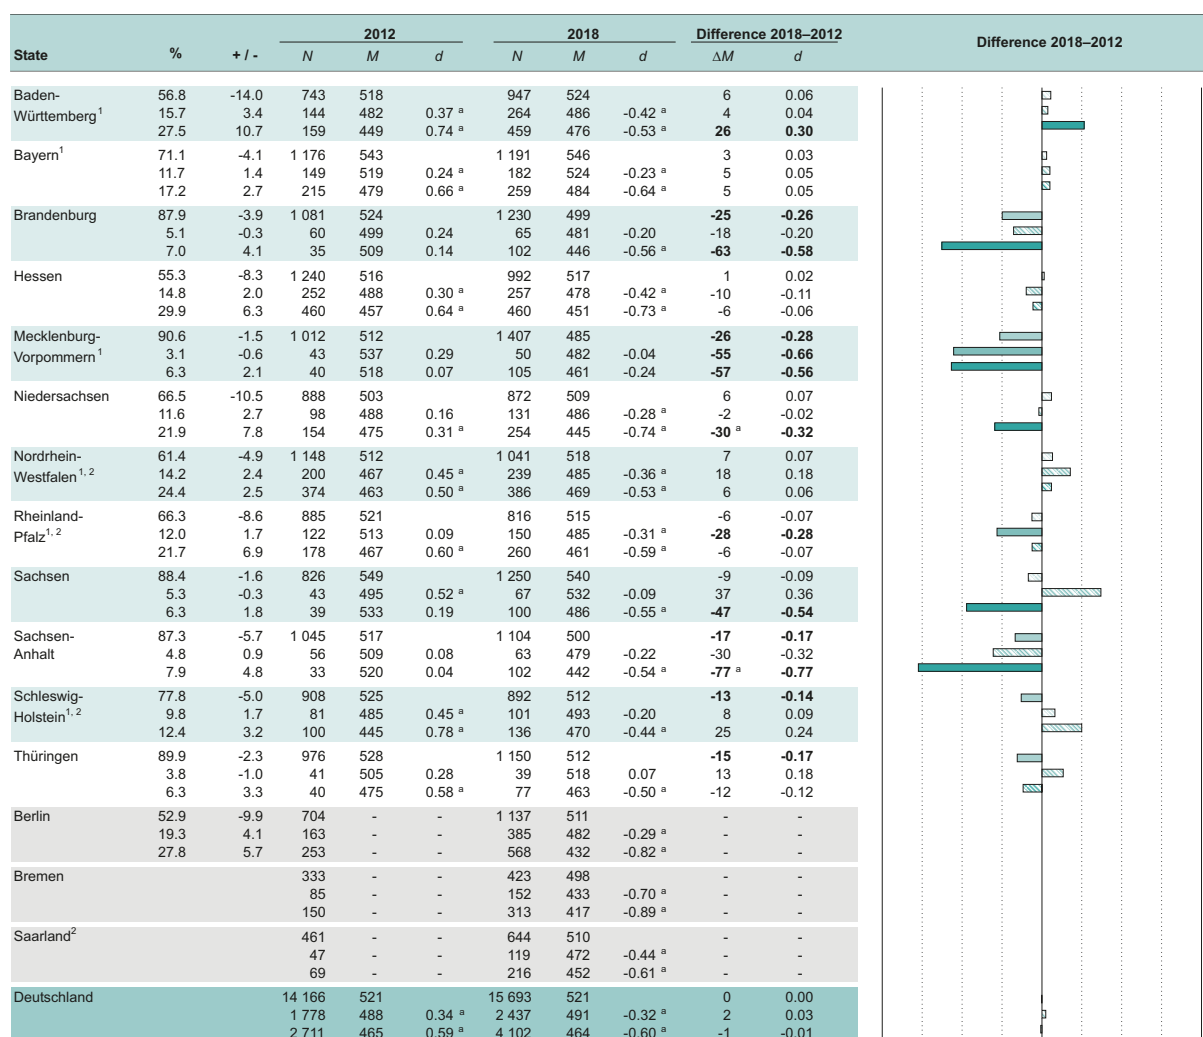 2012 2018 Difference 2018–2012 Difference 2018–2012
State % + / - N M d N M d ΔM d
Baden- 56.8 -14.0 743 518 947 524 6 0.06
Württemberg1 15.7 3.4 144 482 0.37 a 264 486 -0.42 a 4 0.04
27.5 10.7 159 449 0.74 a 459 476 -0.53 a 26 0.30
Bayern1 71.1 -4.1 1 176 543 1 191 546 3 0.03
11.7 1.4 149 519 0.24 a 182 524 -0.23 a 5 0.05
17.2 2.7 215 479 0.66 a 259 484 -0.64 a 5 0.05
Brandenburg 87.9 -3.9 1 081 524 1 230 499 -25 -0.26
5.1 -0.3 60 499 0.24 65 481 -0.20 -18 -0.20
7.0 4.1 35 509 0.14 102 446 -0.56 a -63 -0.58
Hessen 55.3 -8.3 1 240 516 992 517 1 0.02
14.8 2.0 252 488 0.30 a 257 478 -0.42 a -10 -0.11
29.9 6.3 460 457 0.64 a 460 451 -0.73 a -6 -0.06
Mecklenburg- 90.6 -1.5 1 012 512 1 407 485 -26 -0.28
Vorpommern1 3.1 -0.6 43 537 0.29 50 482 -0.04 -55 -0.66
6.3 2.1 40 518 0.07 105 461 -0.24 -57 -0.56
Niedersachsen 66.5 -10.5 888 503 872 509 6 0.07
11.6 2.7 98 488 0.16 131 486 -0.28 a -2 -0.02
21.9 7.8 154 475 0.31 a 254 445 -0.74 a -30 a -0.32
Nordrhein- 61.4 -4.9 1 148 512 1 041 518 7 0.07
Westfalen1, 2 14.2 2.4 200 467 0.45 a 239 485 -0.36 a 18 0.18
24.4 2.5 374 463 0.50 a 386 469 -0.53 a 6 0.06
Rheinland- 66.3 -8.6 885 521 816 515 -6 -0.07
Pfalz1, 2 12.0 1.7 122 513 0.09 150 485 -0.31 a -28 -0.28
21.7 6.9 178 467 0.60 a 260 461 -0.59 a -6 -0.07
Sachsen 88.4 -1.6 826 549 1 250 540 -9 -0.09
5.3 -0.3 43 495 0.52 a 67 532 -0.09 37 0.36
6.3 1.8 39 533 0.19 100 486 -0.55 a -47 -0.54
Sachsen- 87.3 -5.7 1 045 517 1 104 500 -17 -0.17
Anhalt 4.8 0.9 56 509 0.08 63 479 -0.22 -30 -0.32
7.9 4.8 33 520 0.04 102 442 -0.54 a -77 a -0.77
Schleswig- 77.8 -5.0 908 525 892 512 -13 -0.14
Holstein1, 2 9.8 1.7 81 485 0.45 a 101 493 -0.20 8 0.09
12.4 3.2 100 445 0.78 a 136 470 -0.44 a 25 0.24
Thüringen 89.9 -2.3 976 528 1 150 512 -15 -0.17
3.8 -1.0 41 505 0.28 39 518 0.07 13 0.18
6.3 3.3 40 475 0.58 a 77 463 -0.50 a -12 -0.12
Berlin 52.9 -9.9 704 - - 1 137 511 - -
19.3 4.1 163 - - 385 482 -0.29 a - -
27.8 5.7 253 - - 568 432 -0.82 a - -
Bremen 333 - - 423 498 - -
85 - - 152 433 -0.70 a - -
150 - - 313 417 -0.89 a - -
Saarland2 461 - - 644 510 - -
47 - - 119 472 -0.44 a - -
69 - - 216 452 -0.61 a - -
Deutschland 14 166 521 15 693 521 0 0.00
1 778 488 0.34 a 2 437 491 -0.32 a 2 0.03
2 711 465 0.59 a 4 102 464 -0.60 a -1 -0.01